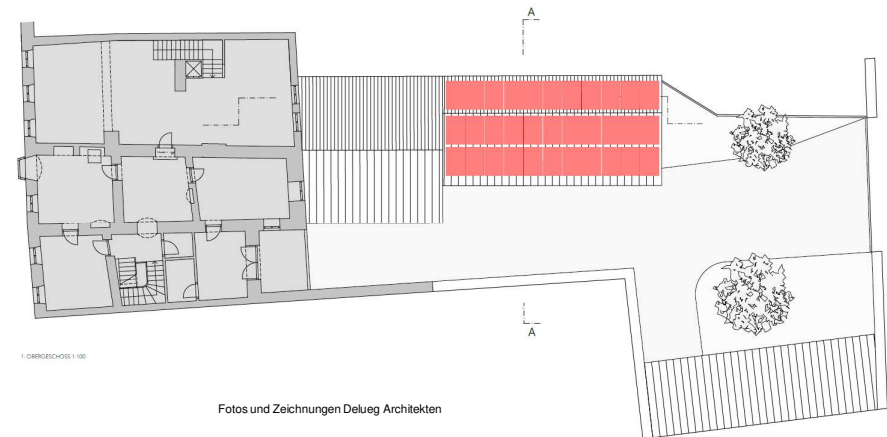 A
A
1. OBERGESCHOSS 1:100
Fotos und Zeichnungen Delueg Architekten